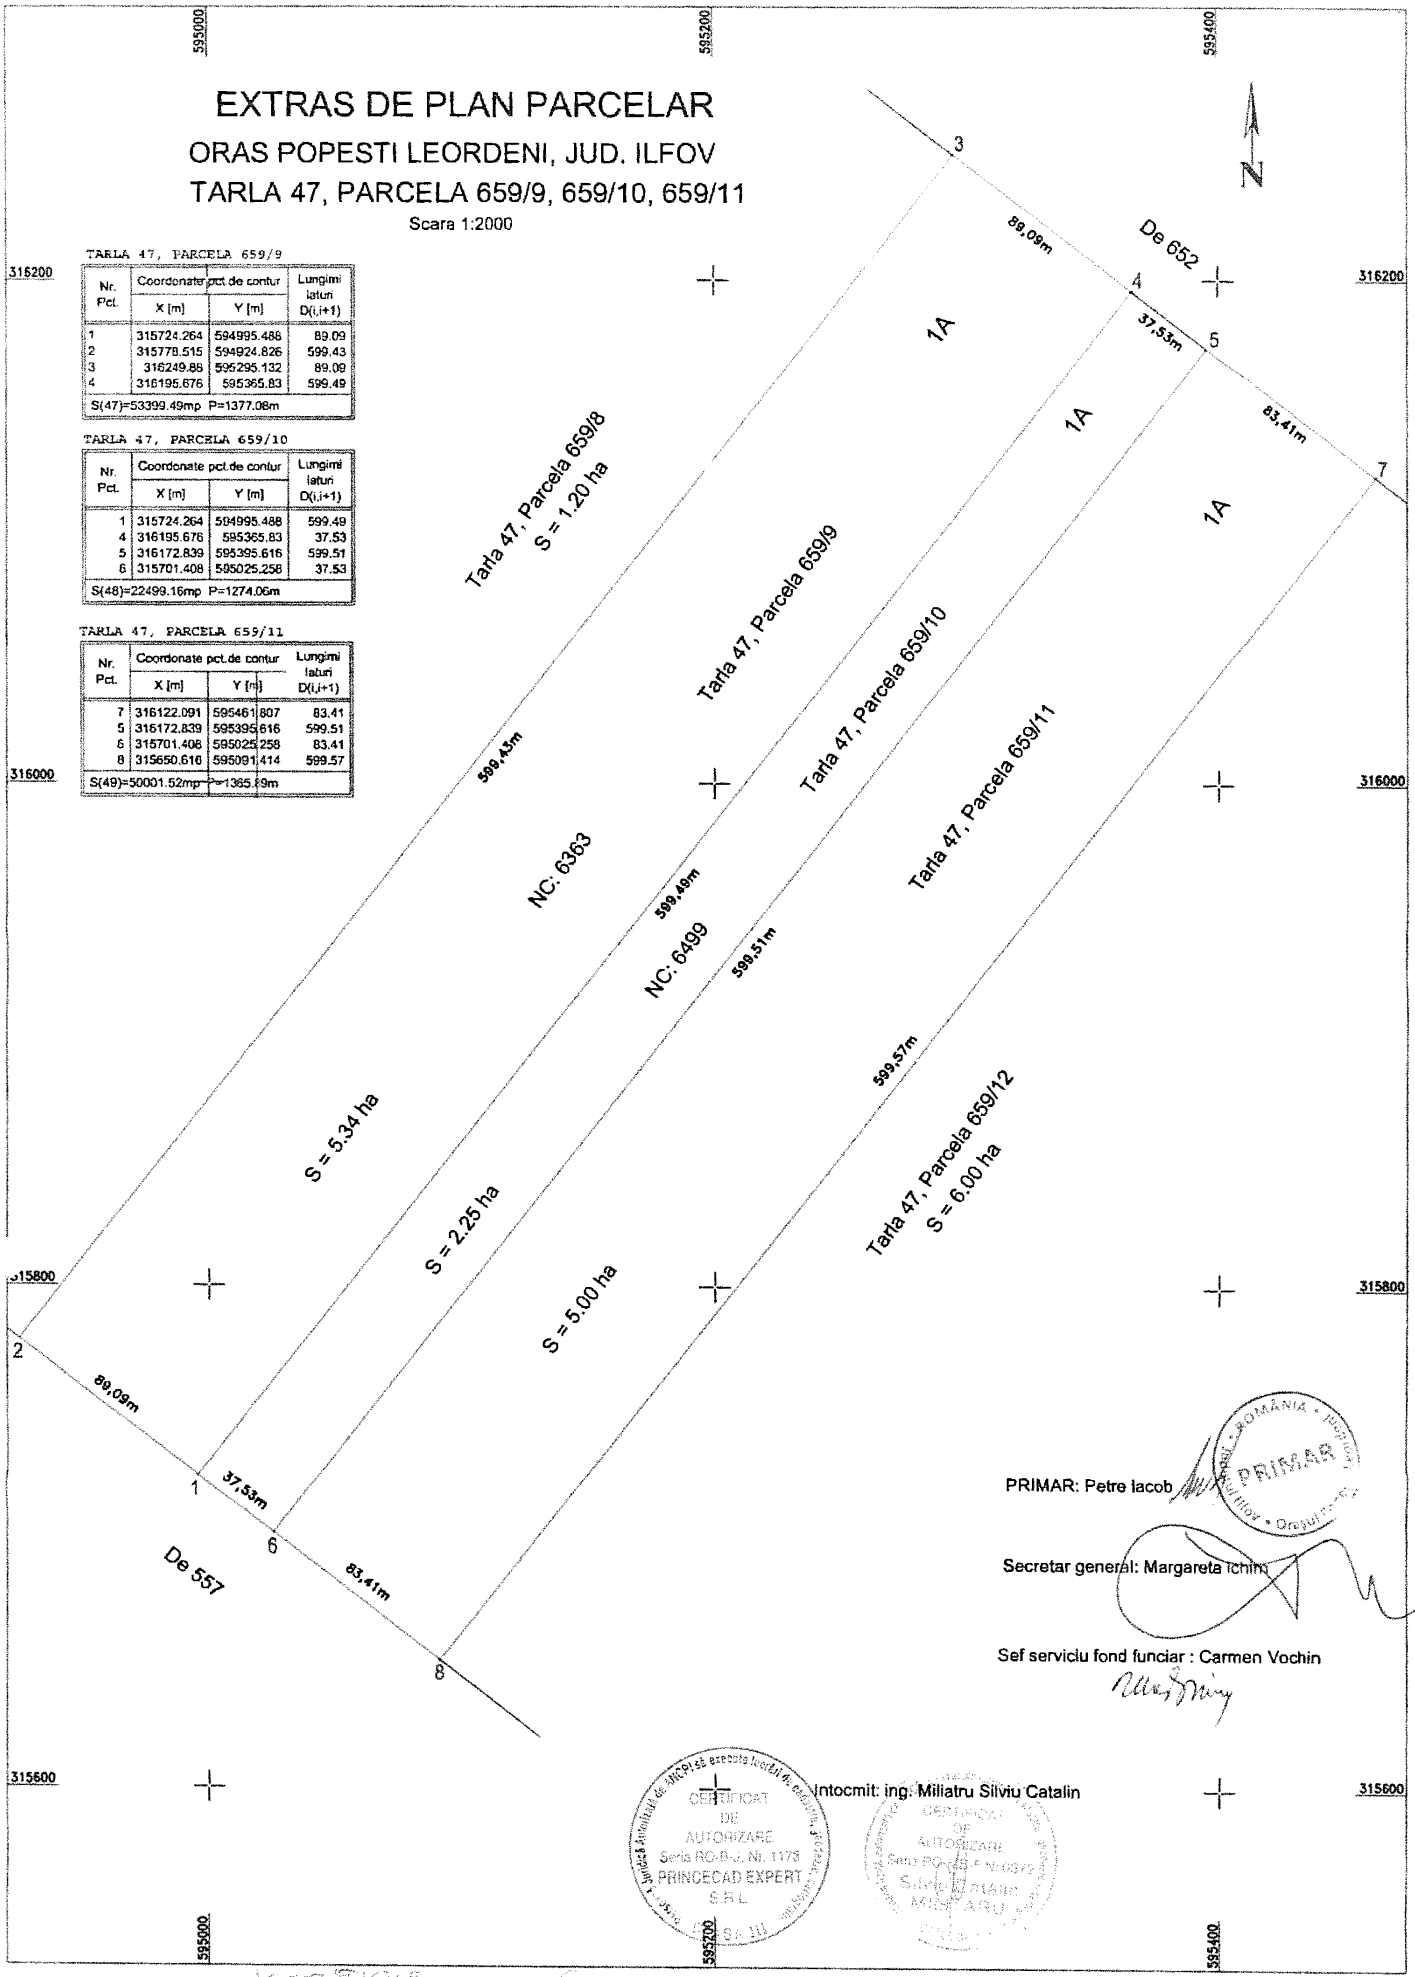 595000
595200
595400
EXTRAS DE PLAN PARCELAR
ORAS POPESTI LEORDENI, JUD. ILFOV
TARLA 47, PARCELA 659/9, 659/10, 659/11
Scara 1:2000
N
3
89,09m
De 652
4
37,53m
5
83,41m
7
1A
1A
1A
316200
316200
TARLA 47, PARCELA 659/9
Nr. Pct. Coordonate pct.de contur Lungimi laturi D(i,i+1)
X [m] Y [m]
1 315724.264 594995.488 89.09
2 315778.515 594924.826 599.43
3 316249.88 595295.132 89.09
4 316195.676 595365.83 599.49
S(47)=53399.49mp P=1377.08m
TARLA 47, PARCELA 659/10
Nr. Pct. Coordonate pct.de contur Lungimi laturi D(i,i+1)
X [m] Y [m]
1 315724.264 594995.488 599.49
4 316195.676 595365.83 37.53
5 316172.839 595395.616 599.51
6 315701.408 595025.258 37.53
S(48)=22499.16mp P=1274.06m
TARLA 47, PARCELA 659/11
Nr. Pct. Coordonate pct.de contur Lungimi laturi D(i,i+1)
X [m] Y [m]
7 316122.091 595461.807 83.41
5 316172.839 595395.616 599.51
6 315701.408 595025.258 83.41
8 315650.616 595091.414 599.57
S(49)=50001.52mp P=1365.89m
Tarla 47, Parcela 659/8
S = 1.20 ha
Tarla 47, Parcela 659/9
Tarla 47, Parcela 659/10
Tarla 47, Parcela 659/11
599,43m
316000
316000
NC: 6363
599,49m
NC: 6499
599,51m
599,57m
Tarla 47, Parcela 659/12
S = 6.00 ha
S = 5.34 ha
S = 2.25 ha
S = 5.00 ha
315800
315800
2
89,09m
1
37,53m
6
De 557
83,41m
8
PRIMAR: Petre Iacob
ROMÂNIA
PRIMAR
Ilfov • Orașul
Secretar general: Margareta Ichim
Sef serviciu fond funciar : Carmen Vochin
315600
315600
Intocmit: ing. Miliatru Silviu Catalin
CERTIFICAT
DE
AUTORIZARE
Seria RO-B-J, Nr. 1178
PRINCECAD EXPERT
S.R.L
CERTIFICAT
DE
AUTORIZARE
595000
595200
595400